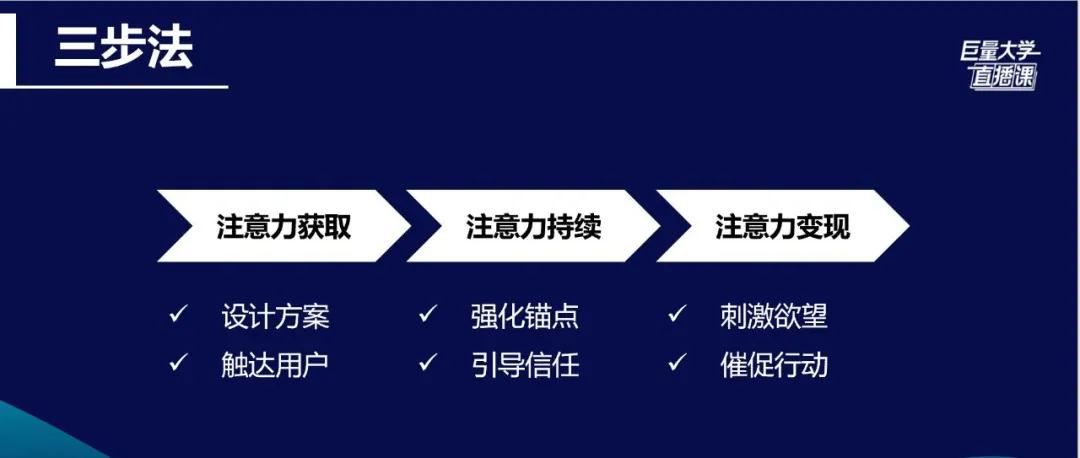 三步法
巨量大学
直播课
注意力获取
注意力持续
注意力变现
设计方案
强化锚点
刺激欲望
触达用户
引导信任
催促行动